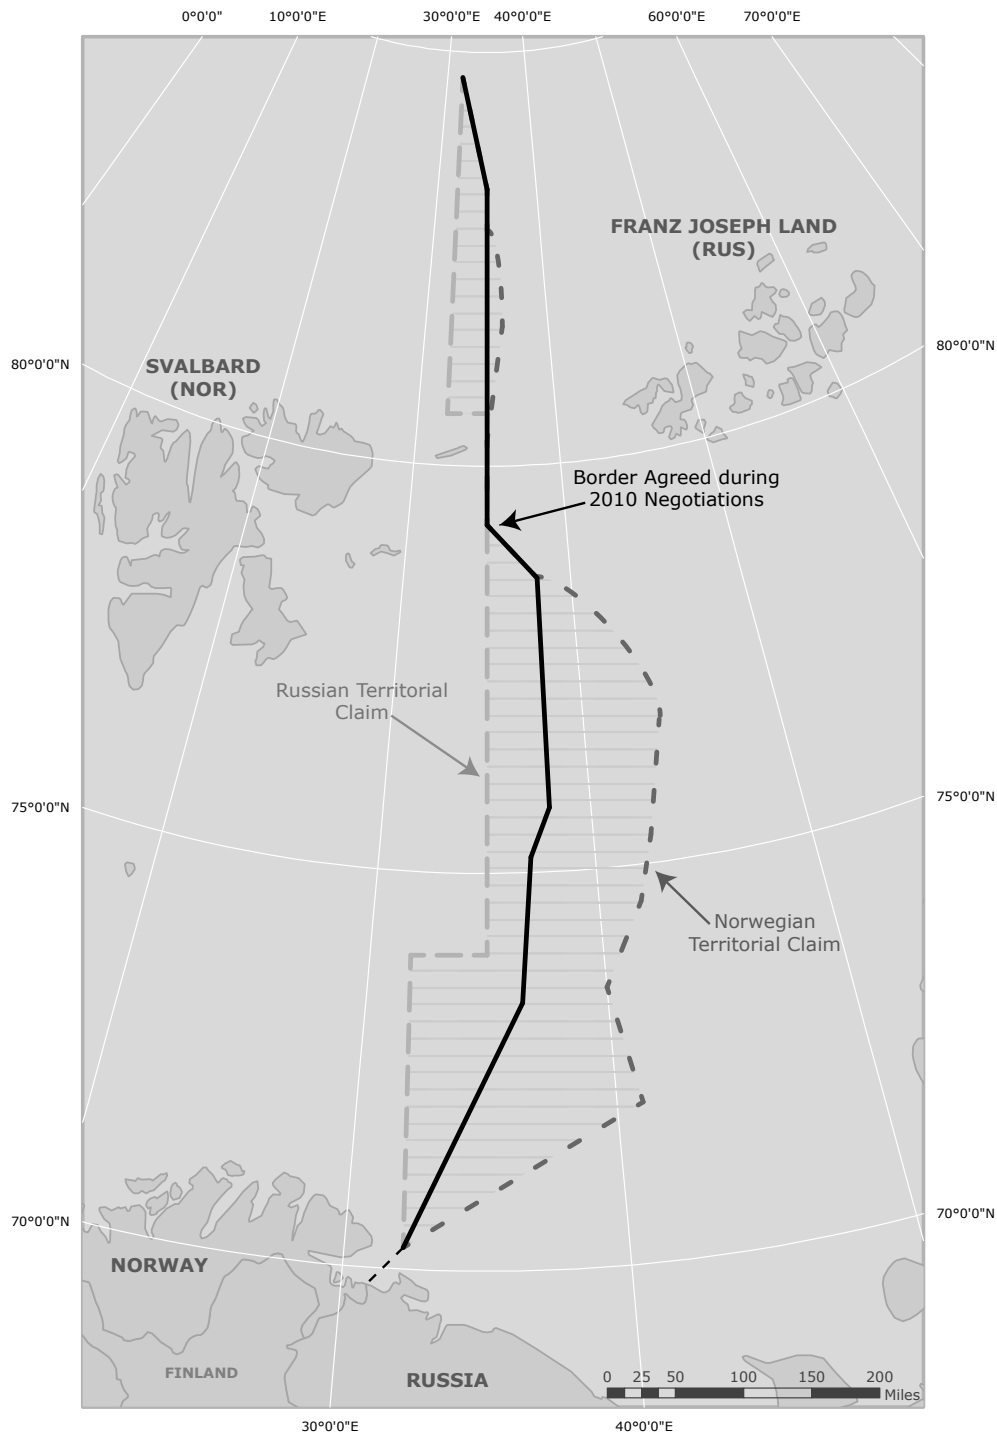 0°0'0" 10°0'0"E 30°0'0"E 40°0'0"E 60°0'0"E 70°0'0"E
FRANZ JOSEPH LAND
(RUS)
80°0'0"N
80°0'0"N
SVALBARD
(NOR)
Border Agreed during
2010 Negotiations
Russian Territorial
Claim
75°0'0"N
75°0'0"N
Norwegian
Territorial Claim
70°0'0"N
70°0'0"N
NORWAY
FINLAND
RUSSIA
0 25 50 100 150 200
Miles
30°0'0"E 40°0'0"E